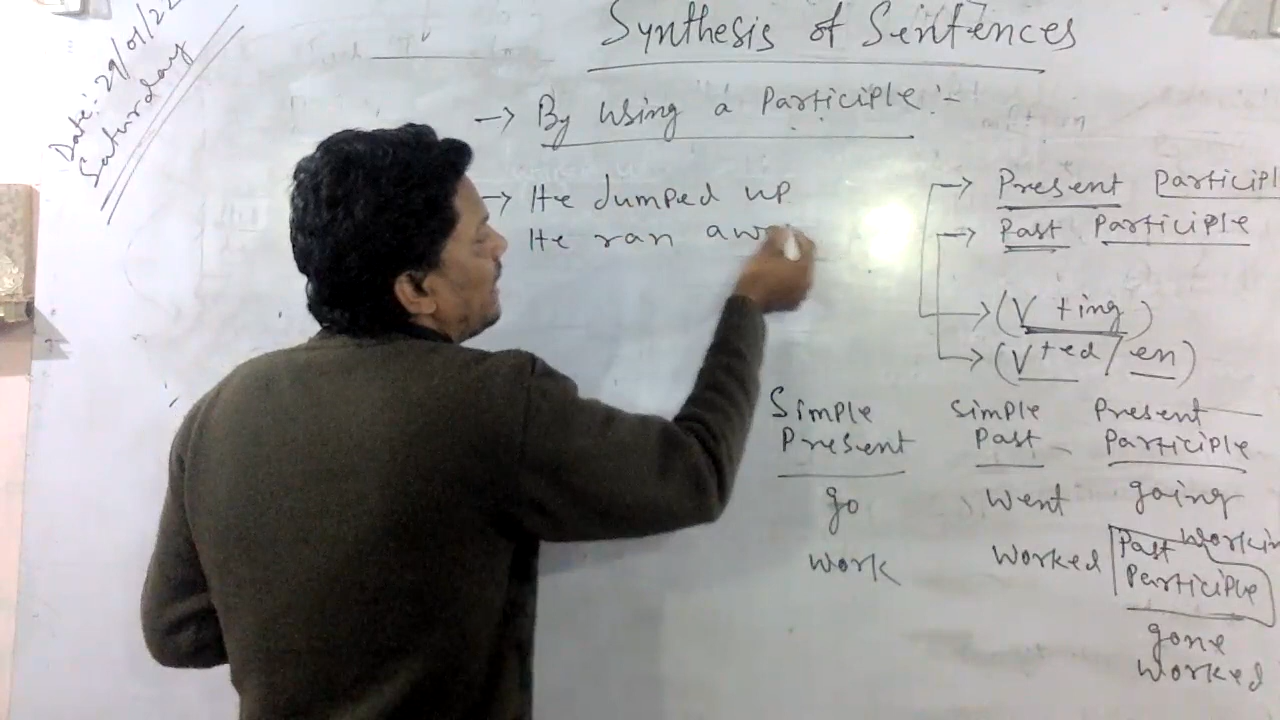 Date:- 29/01/22
Saturday
Synthesis of Sentences
→ By using a Participle :-
→ He Jumped up
He ran away
→ Present Participl
→ Past Participle
→ (V + ing)
→ (V+ed / en)
Simple Present
Simple Past
Present Participle
go went going
work worked workin
Past Participle
gone
worked